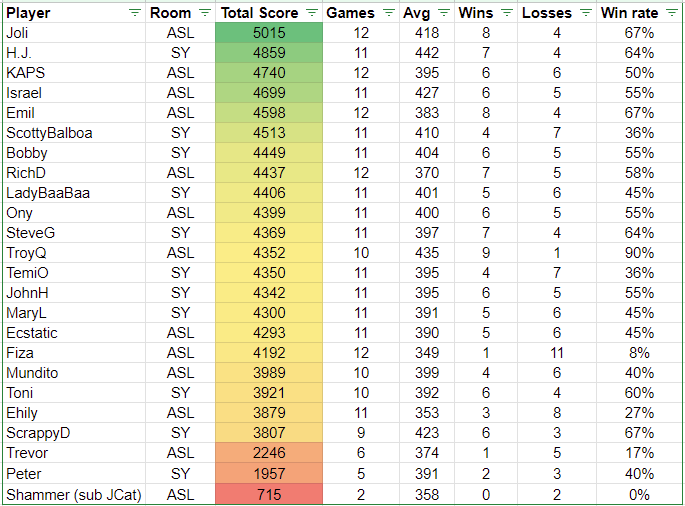 Player Room Total Score Games Avg Wins Losses Win rate
Joli ASL 5015 12 418 8 4 67%
H.J. SY 4859 11 442 7 4 64%
KAPS ASL 4740 12 395 6 6 50%
Israel ASL 4699 11 427 6 5 55%
Emil ASL 4598 12 383 8 4 67%
ScottyBalboa SY 4513 11 410 4 7 36%
Bobby SY 4449 11 404 6 5 55%
RichD ASL 4437 12 370 7 5 58%
LadyBaaBaa SY 4406 11 401 5 6 45%
Ony ASL 4399 11 400 6 5 55%
SteveG SY 4369 11 397 7 4 64%
TroyQ ASL 4352 10 435 9 1 90%
TemiO SY 4350 11 395 4 7 36%
JohnH SY 4342 11 395 6 5 55%
MaryL SY 4300 11 391 5 6 45%
Ecstatic ASL 4293 11 390 5 6 45%
Fiza ASL 4192 12 349 1 11 8%
Mundito ASL 3989 10 399 4 6 40%
Toni SY 3921 10 392 6 4 60%
Ehily ASL 3879 11 353 3 8 27%
ScrappyD SY 3807 9 423 6 3 67%
Trevor ASL 2246 6 374 1 5 17%
Peter SY 1957 5 391 2 3 40%
Shammer (sub JCat) ASL 715 2 358 0 2 0%